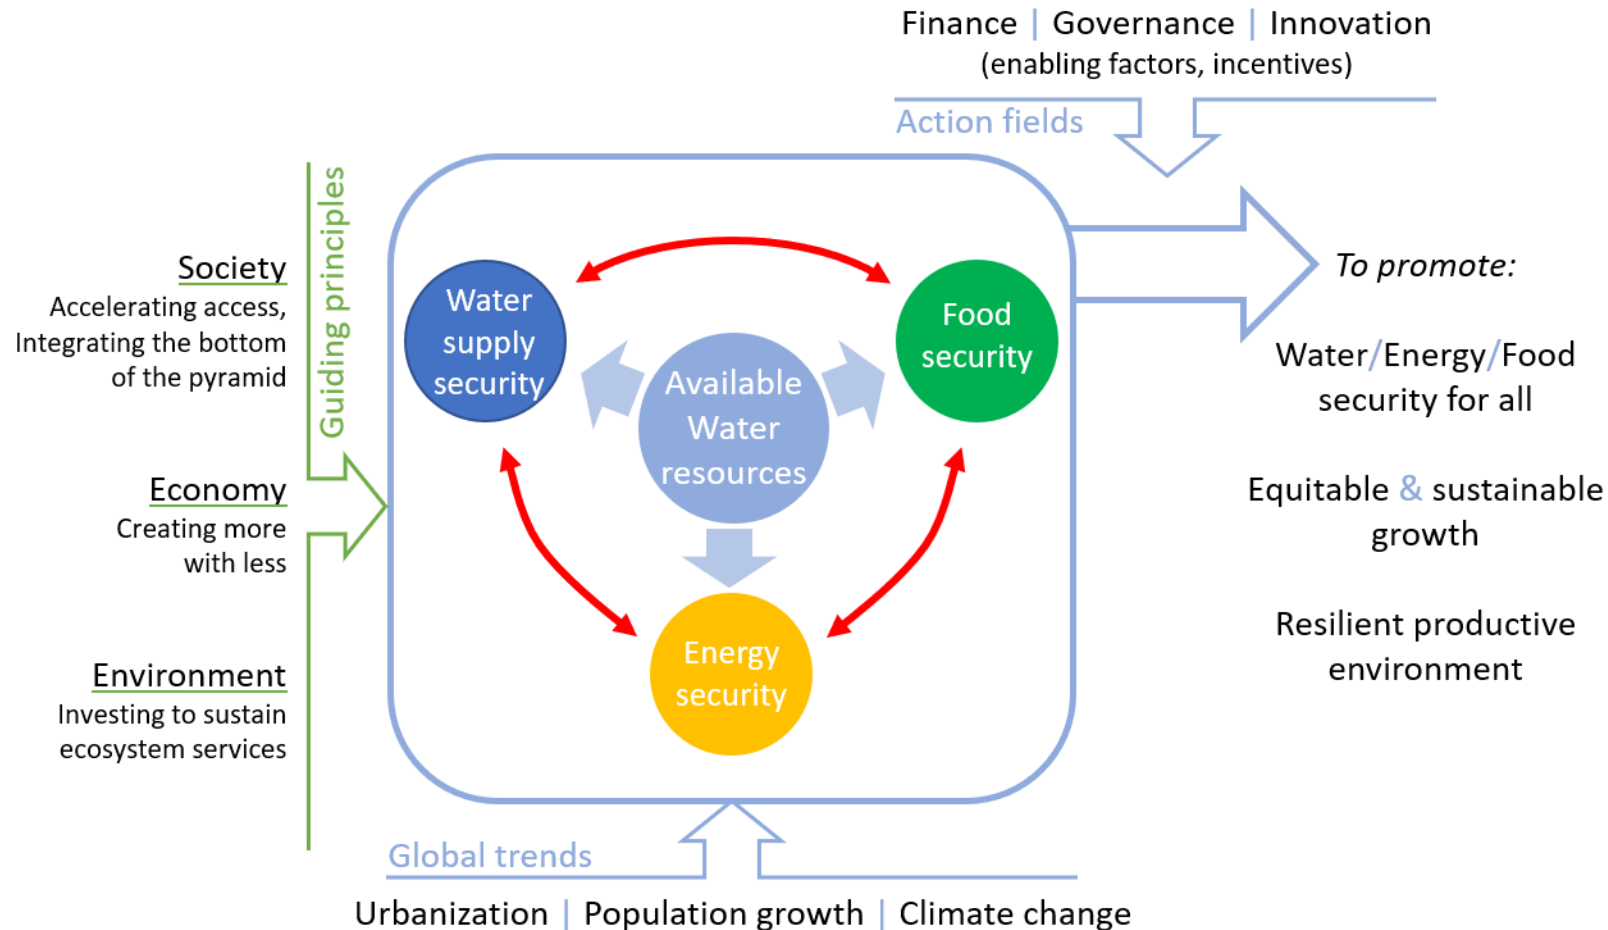 Finance | Governance | Innovation
(enabling factors, incentives)
Action fields
Guiding principles
Society
Accelerating access,
Integrating the bottom
of the pyramid
Economy
Creating more
with less
Environment
Investing to sustain
ecosystem services
Water
supply
security
Food
security
Available
Water
resources
Energy
security
To promote:
Water/Energy/Food
security for all
Equitable & sustainable
growth
Resilient productive
environment
Global trends
Urbanization | Population growth | Climate change